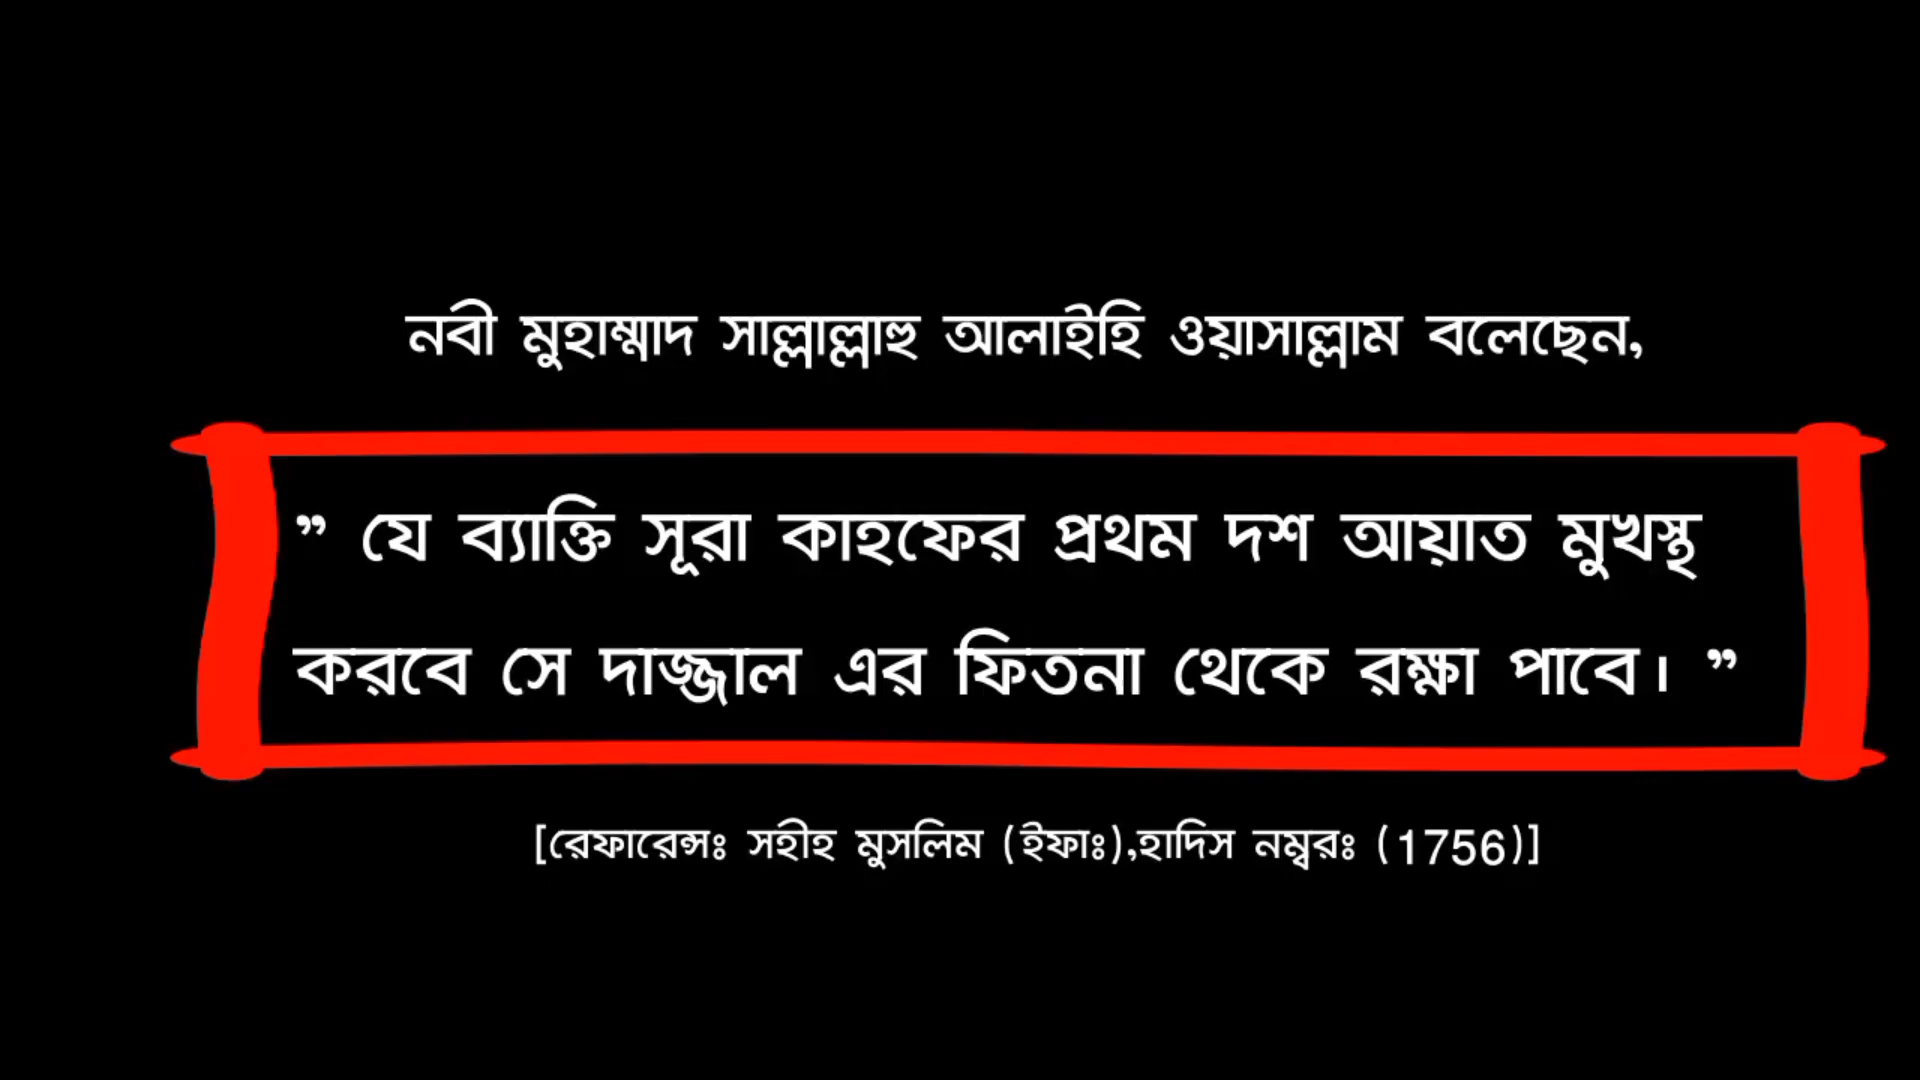 নবী মুহাম্মাদ সাল্লাল্লাহু আলাইহি ওয়াসাল্লাম বলেছেন,
” যে ব্যাক্তি সূরা কাহফের প্রথম দশ আয়াত মুখস্থ
করবে সে দাজ্জাল এর ফিতনা থেকে রক্ষা পাবে। ”
[রেফারেন্সঃ সহীহ মুসলিম (ইফাঃ),হাদিস নম্বরঃ (1756)]